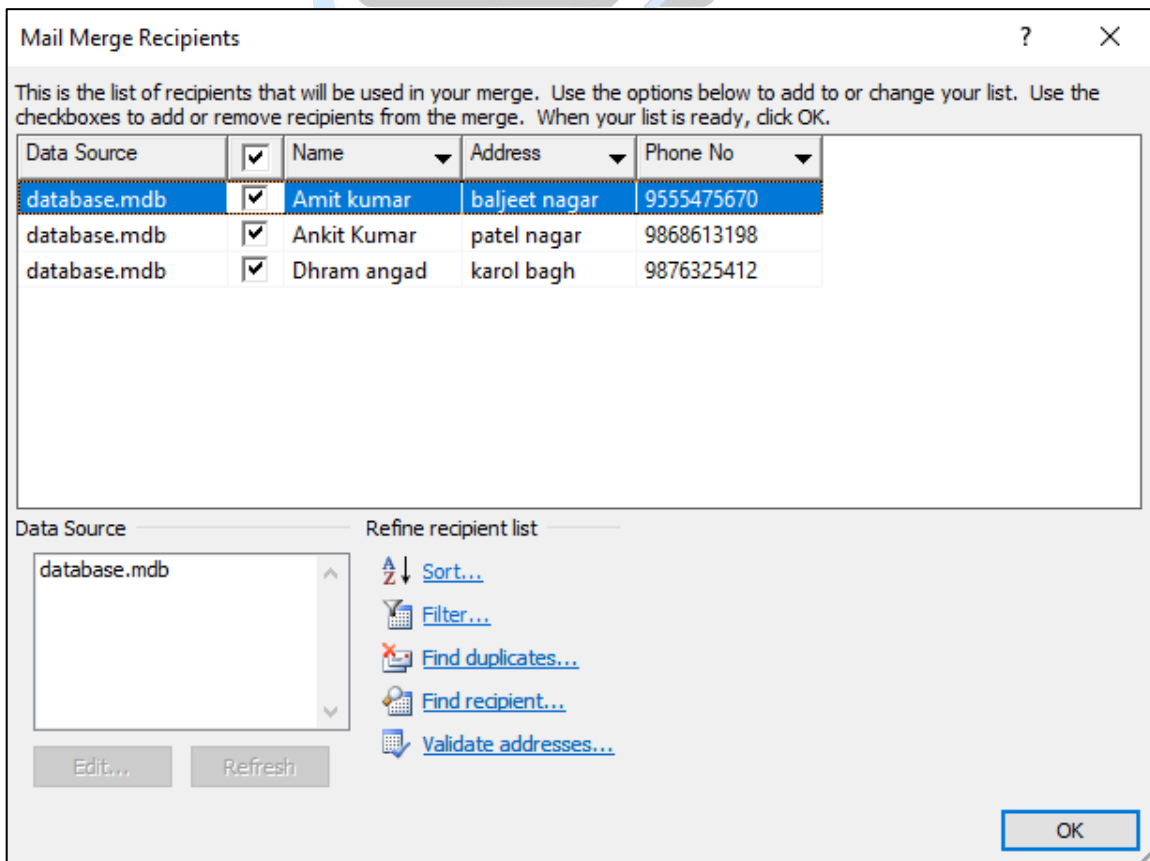 Mail Merge Recipients
This is the list of recipients that will be used in your merge. Use the options below to add to or change your list. Use the
checkboxes to add or remove recipients from the merge. When your list is ready, click OK.
Data Source Name Address Phone No
database.mdb Amit kumar baljeet nagar 9555475670
database.mdb Ankit Kumar patel nagar 9868613198
database.mdb Dhram angad karol bagh 9876325412
Data Source
database.mdb
Edit...
Refresh
Refine recipient list
Sort...
Filter...
Find duplicates...
Find recipient...
Validate addresses...
OK